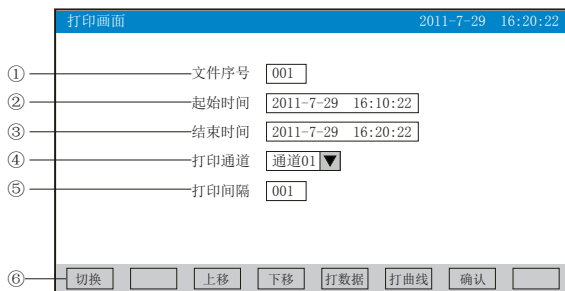 打印画面 2011-7-29 16:20:22
① 文件序号 001
② 起始时间 2011-7-29 16:10:22
③ 结束时间 2011-7-29 16:20:22
④ 打印通道 通道01
⑤ 打印间隔 001
⑥ 切换 上移 下移 打数据 打曲线 确认